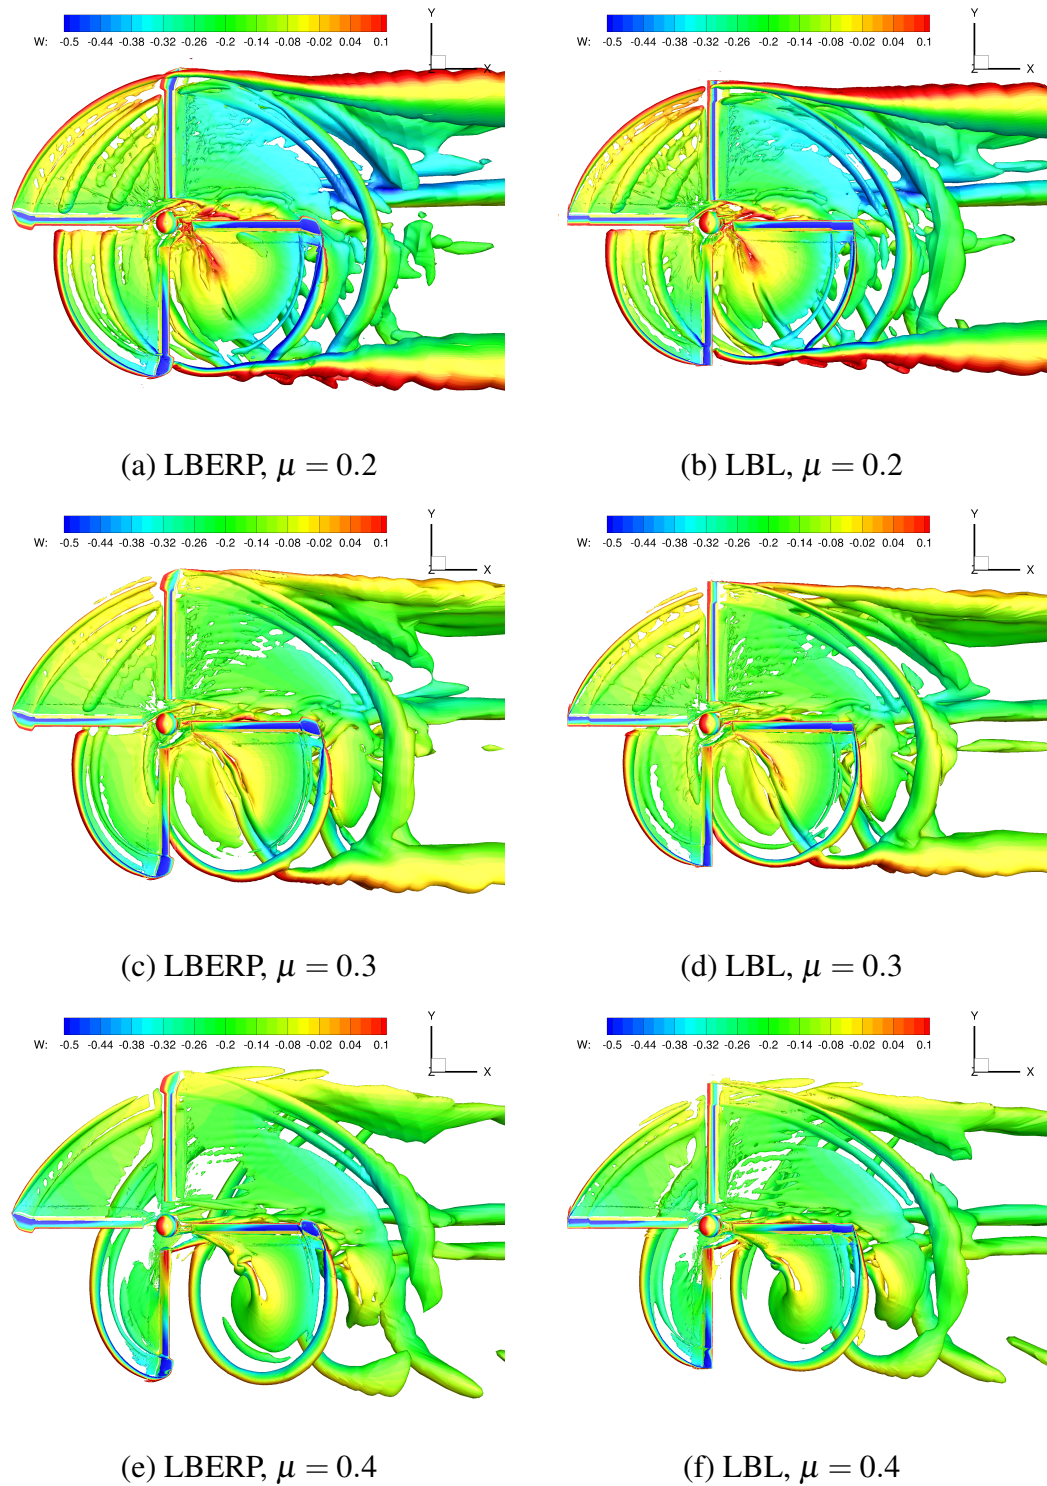 Y
W: -0.5 -0.44 -0.38 -0.32 -0.26 -0.2 -0.14 -0.08 -0.02 0.04 0.1
Z X
Y
W: -0.5 -0.44 -0.38 -0.32 -0.26 -0.2 -0.14 -0.08 -0.02 0.04 0.1
Z X
(a) LBERP, μ = 0.2
(b) LBL, μ = 0.2
Y
W: -0.5 -0.44 -0.38 -0.32 -0.26 -0.2 -0.14 -0.08 -0.02 0.04 0.1
Z X
Y
W: -0.5 -0.44 -0.38 -0.32 -0.26 -0.2 -0.14 -0.08 -0.02 0.04 0.1
Z X
(c) LBERP, μ = 0.3
(d) LBL, μ = 0.3
Y
W: -0.5 -0.44 -0.38 -0.32 -0.26 -0.2 -0.14 -0.08 -0.02 0.04 0.1
Z X
Y
W: -0.5 -0.44 -0.38 -0.32 -0.26 -0.2 -0.14 -0.08 -0.02 0.04 0.1
Z X
(e) LBERP, μ = 0.4
(f) LBL, μ = 0.4